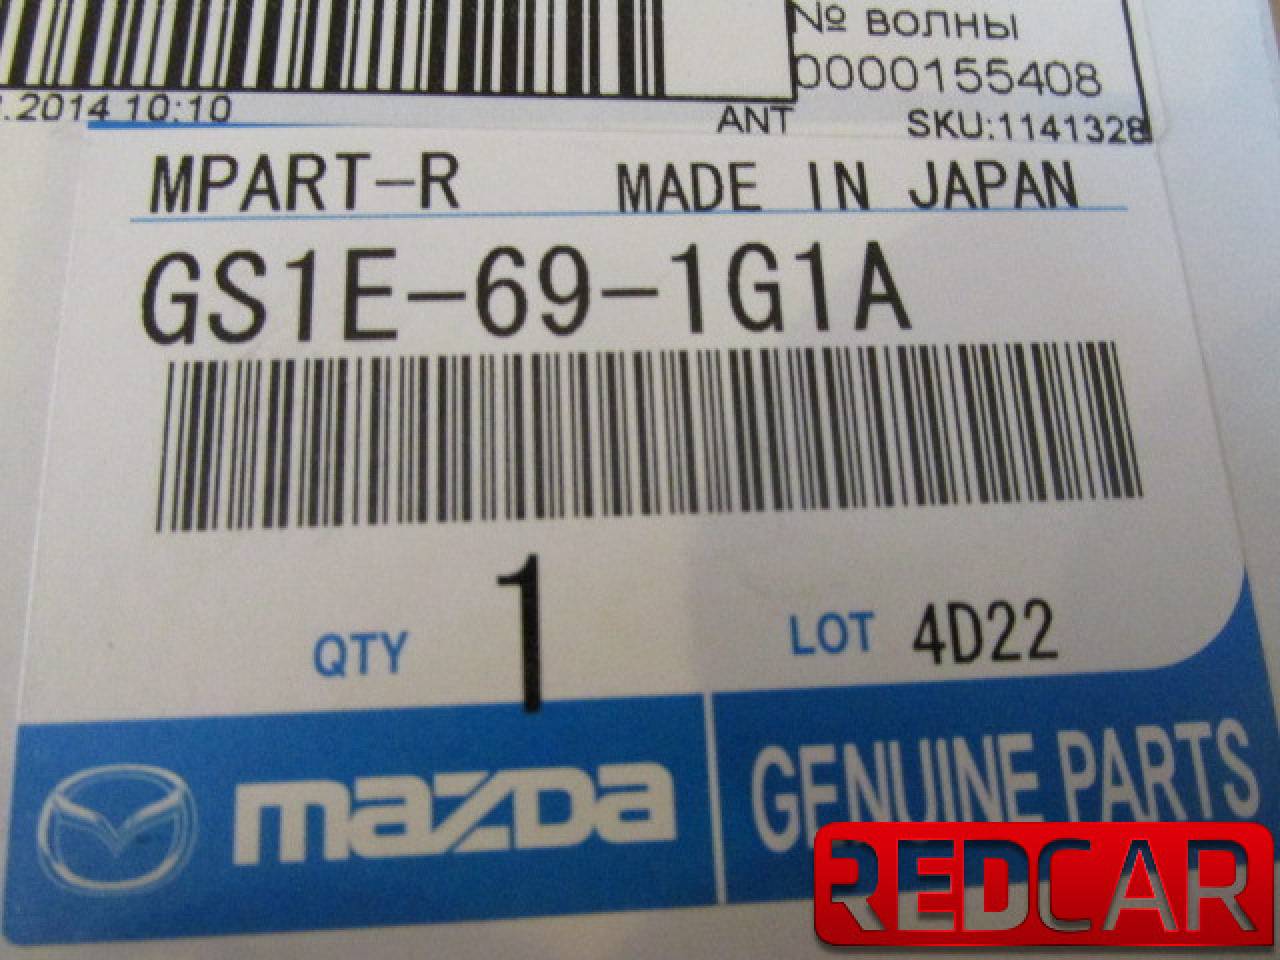 № ВОЛНЫ
0000155408
.2014 10:10
ANT
SKU:1141328
MPART-R MADE IN JAPAN
GS1E-69-1G1A
QTY 1 LOT 4D22
mazda GENUINE PARTS
REDCAR